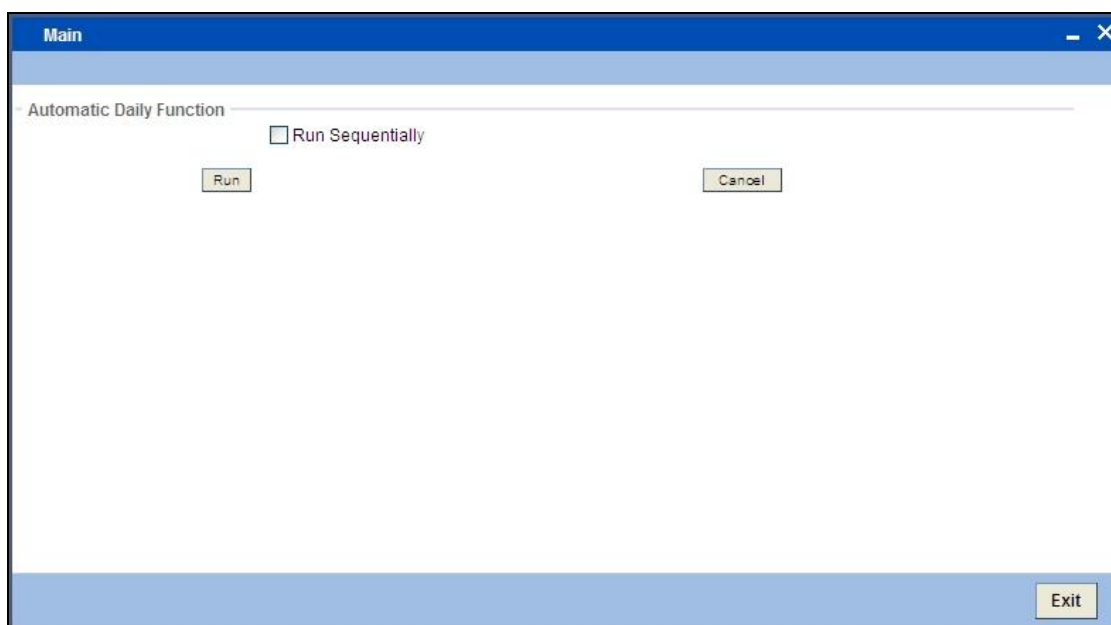 Main
Automatic Daily Function
Run Sequentially
Run Cancel
Exit